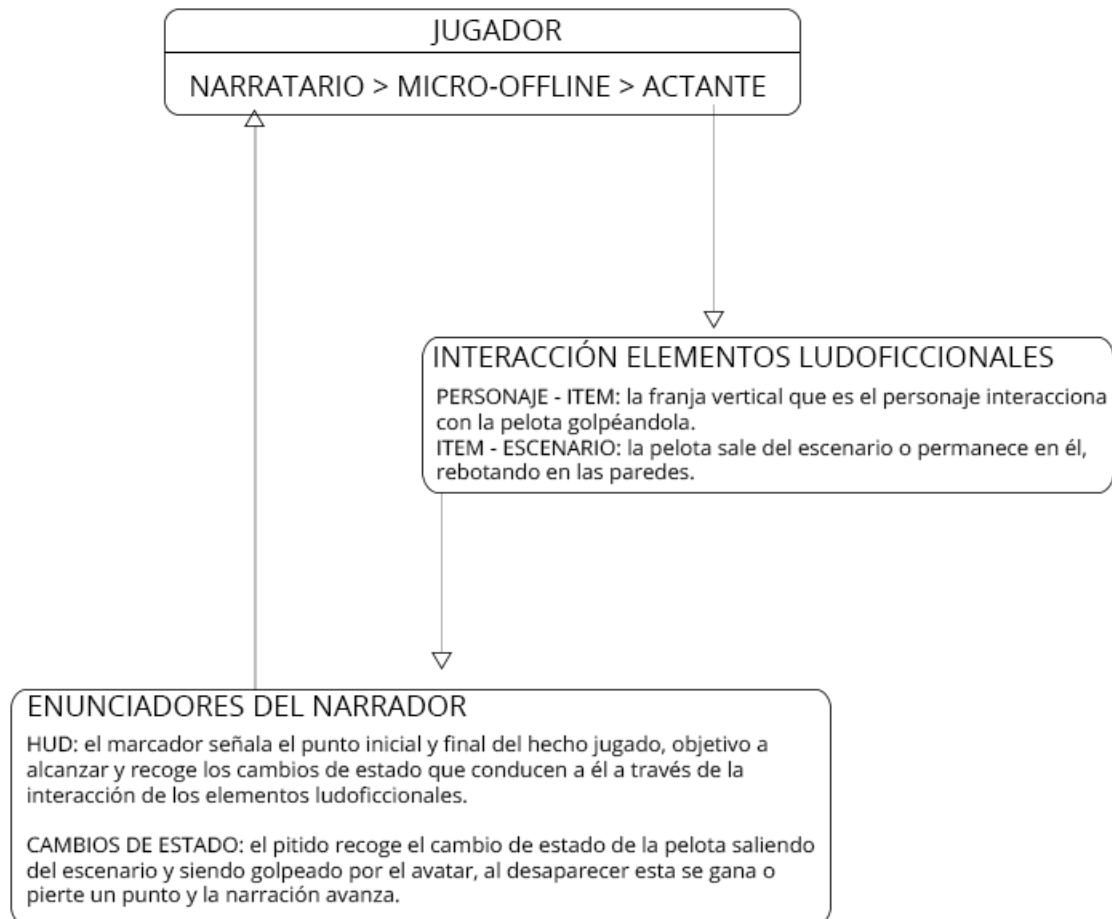 JUGADOR
NARRATARIO > MICRO-OFFLINE > ACTANTE
INTERACCIÓN ELEMENTOS LUDOFICCIONALES
PERSONAJE - ITEM: la franja vertical que es el personaje interacciona
con la pelota golpéandola.
ITEM - ESCENARIO: la pelota sale del escenario o permanece en él,
rebotando en las paredes.
ENUNCIADORES DEL NARRADOR
HUD: el marcador señala el punto inicial y final del hecho jugado, objetivo a
alcanzar y recoge los cambios de estado que conducen a él a través de la
interacción de los elementos ludoficcionales.
CAMBIOS DE ESTADO: el pitido recoge el cambio de estado de la pelota saliendo
del escenario y siendo golpeado por el avatar, al desaparecer esta se gana o
pierte un punto y la narración avanza.